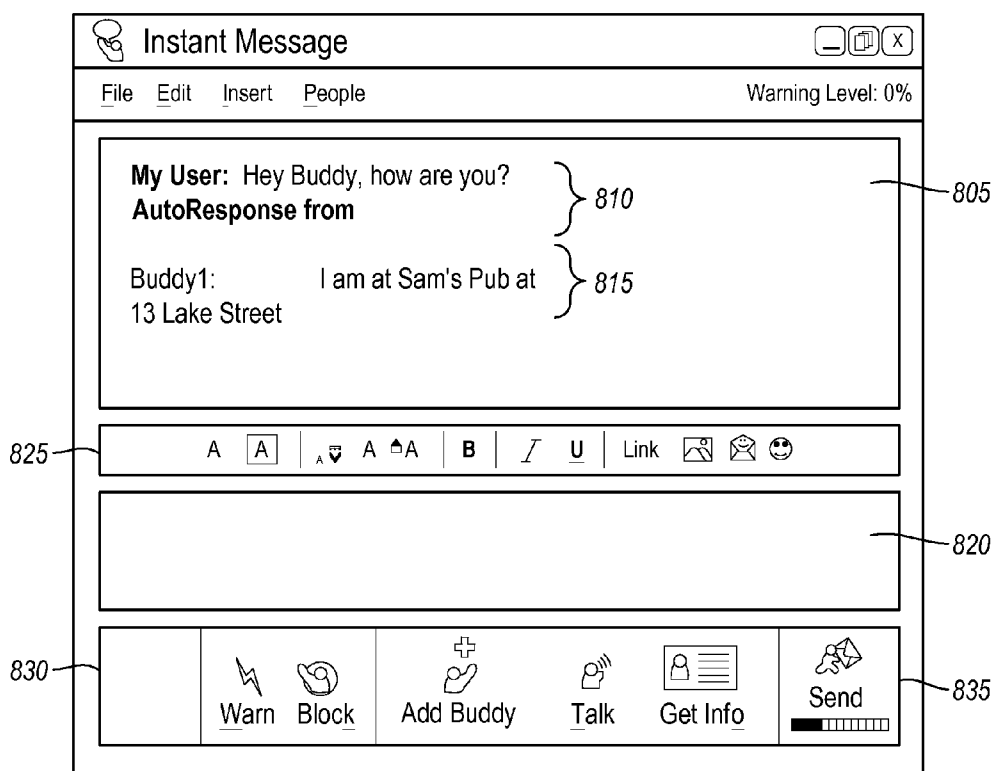 Instant Message
X
File Edit Insert People Warning Level: 0%
My User: Hey Buddy, how are you?
AutoResponse from
810
805
Buddy1: I am at Sam's Pub at
13 Lake Street
815
825
A A A A A B I U Link
820
830
Warn Block Add Buddy Talk Get Info Send
835